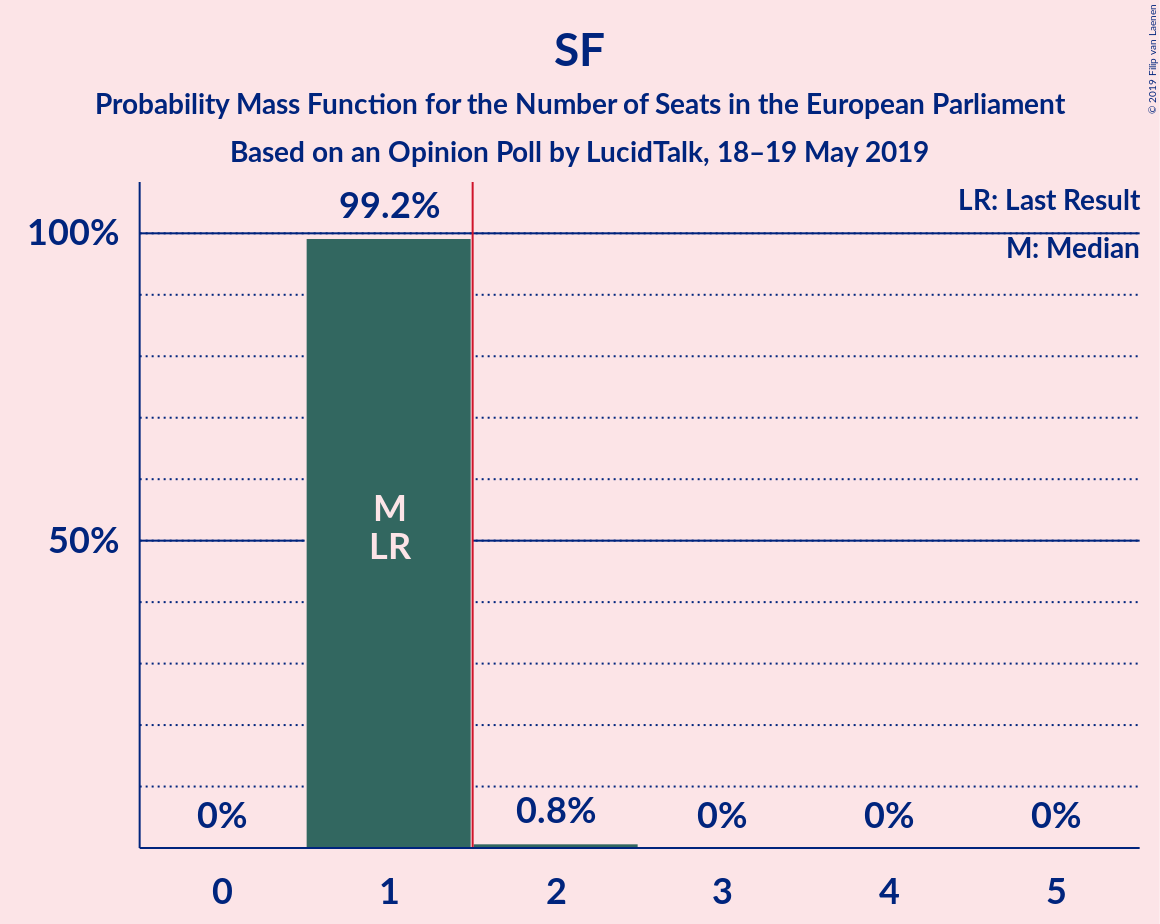 SF
Probability Mass Function for the Number of Seats in the European Parliament
Based on an Opinion Poll by LucidTalk, 18–19 May 2019
© 2019 Filip van Laenen
LR: Last Result
M: Median
99.2%
100%
M
LR
50%
0%
0.8%
0%
0%
0%
0
1
2
3
4
5